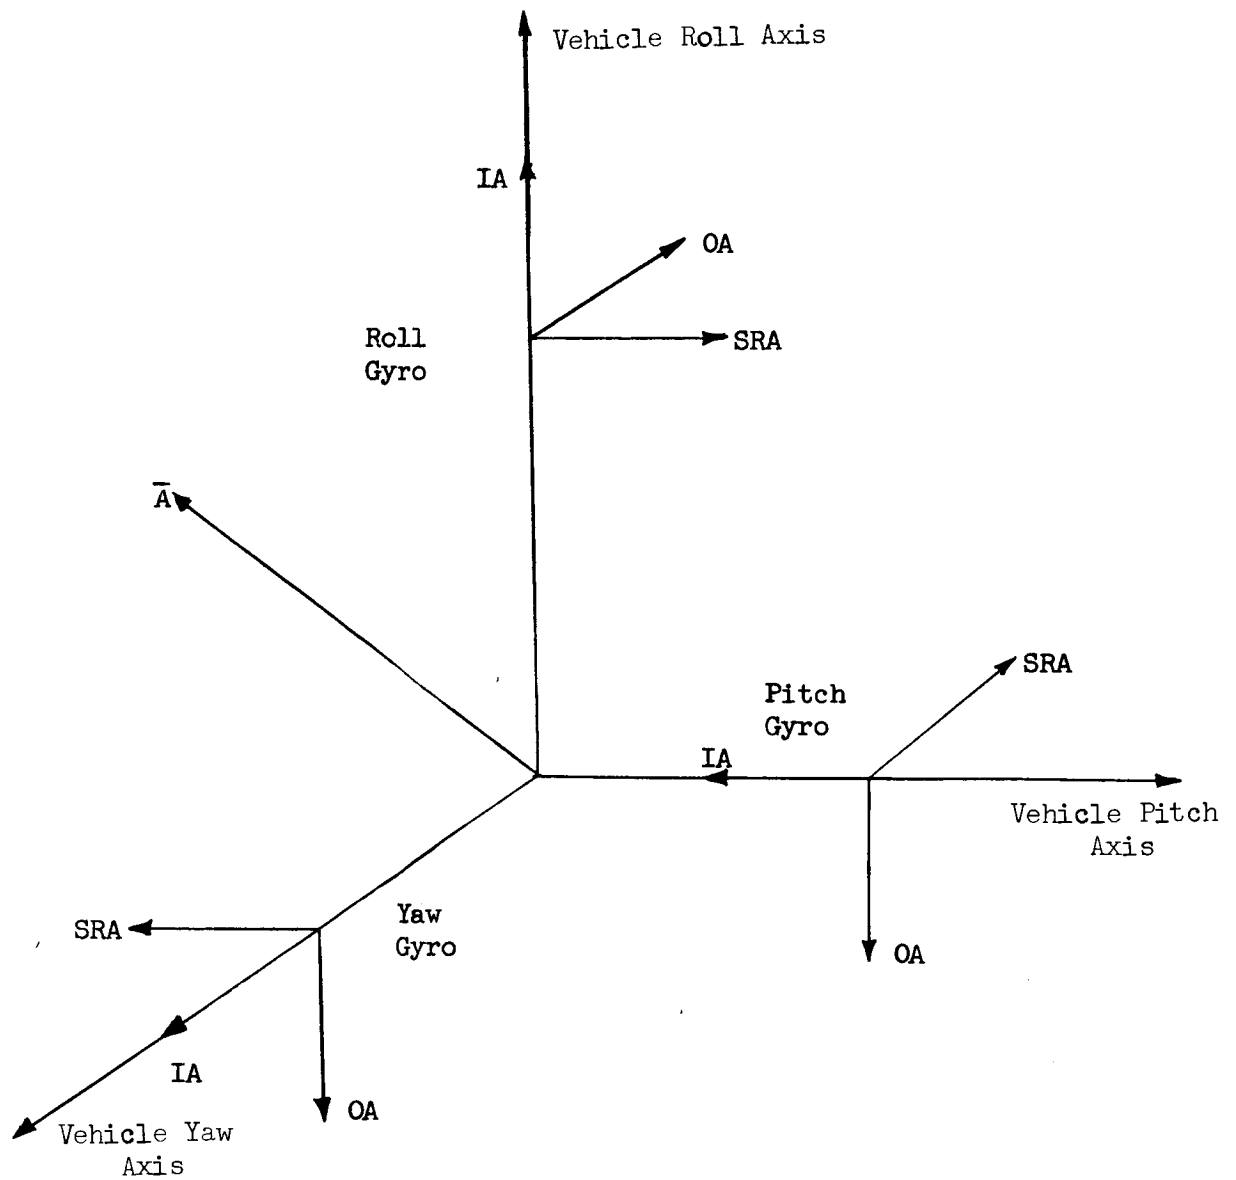 Vehicle Roll Axis
IA
OA
Roll
Gyro
SRA
A̅
SRA
Pitch
Gyro
IA
Vehicle Pitch
Axis
Yaw
Gyro
SRA
OA
IA
OA
Vehicle Yaw
Axis